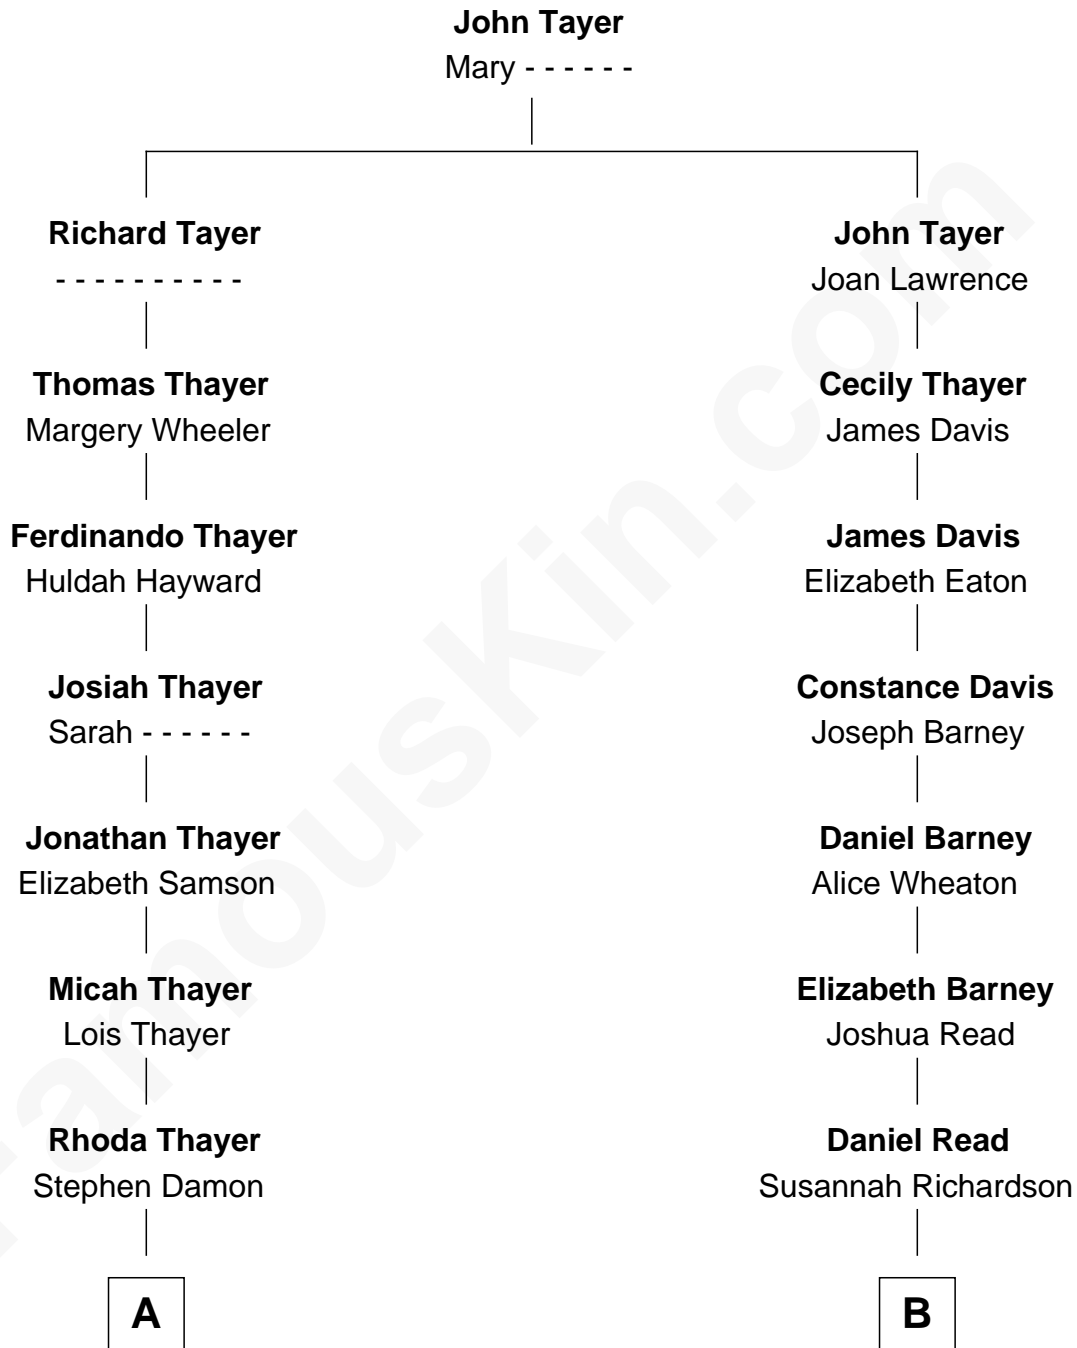 John Tayer
Mary - - - - - -
Richard Tayer
- - - - - - - - - -
John Tayer
Joan Lawrence
Thomas Thayer
Margery Wheeler
Cecily Thayer
James Davis
Ferdinando Thayer
Huldah Hayward
James Davis
Elizabeth Eaton
Josiah Thayer
Sarah - - - - - -
Constance Davis
Joseph Barney
Jonathan Thayer
Elizabeth Samson
Daniel Barney
Alice Wheaton
Micah Thayer
Lois Thayer
Elizabeth Barney
Joshua Read
Rhoda Thayer
Stephen Damon
Daniel Read
Susannah Richardson
A
B
FamousKin.com